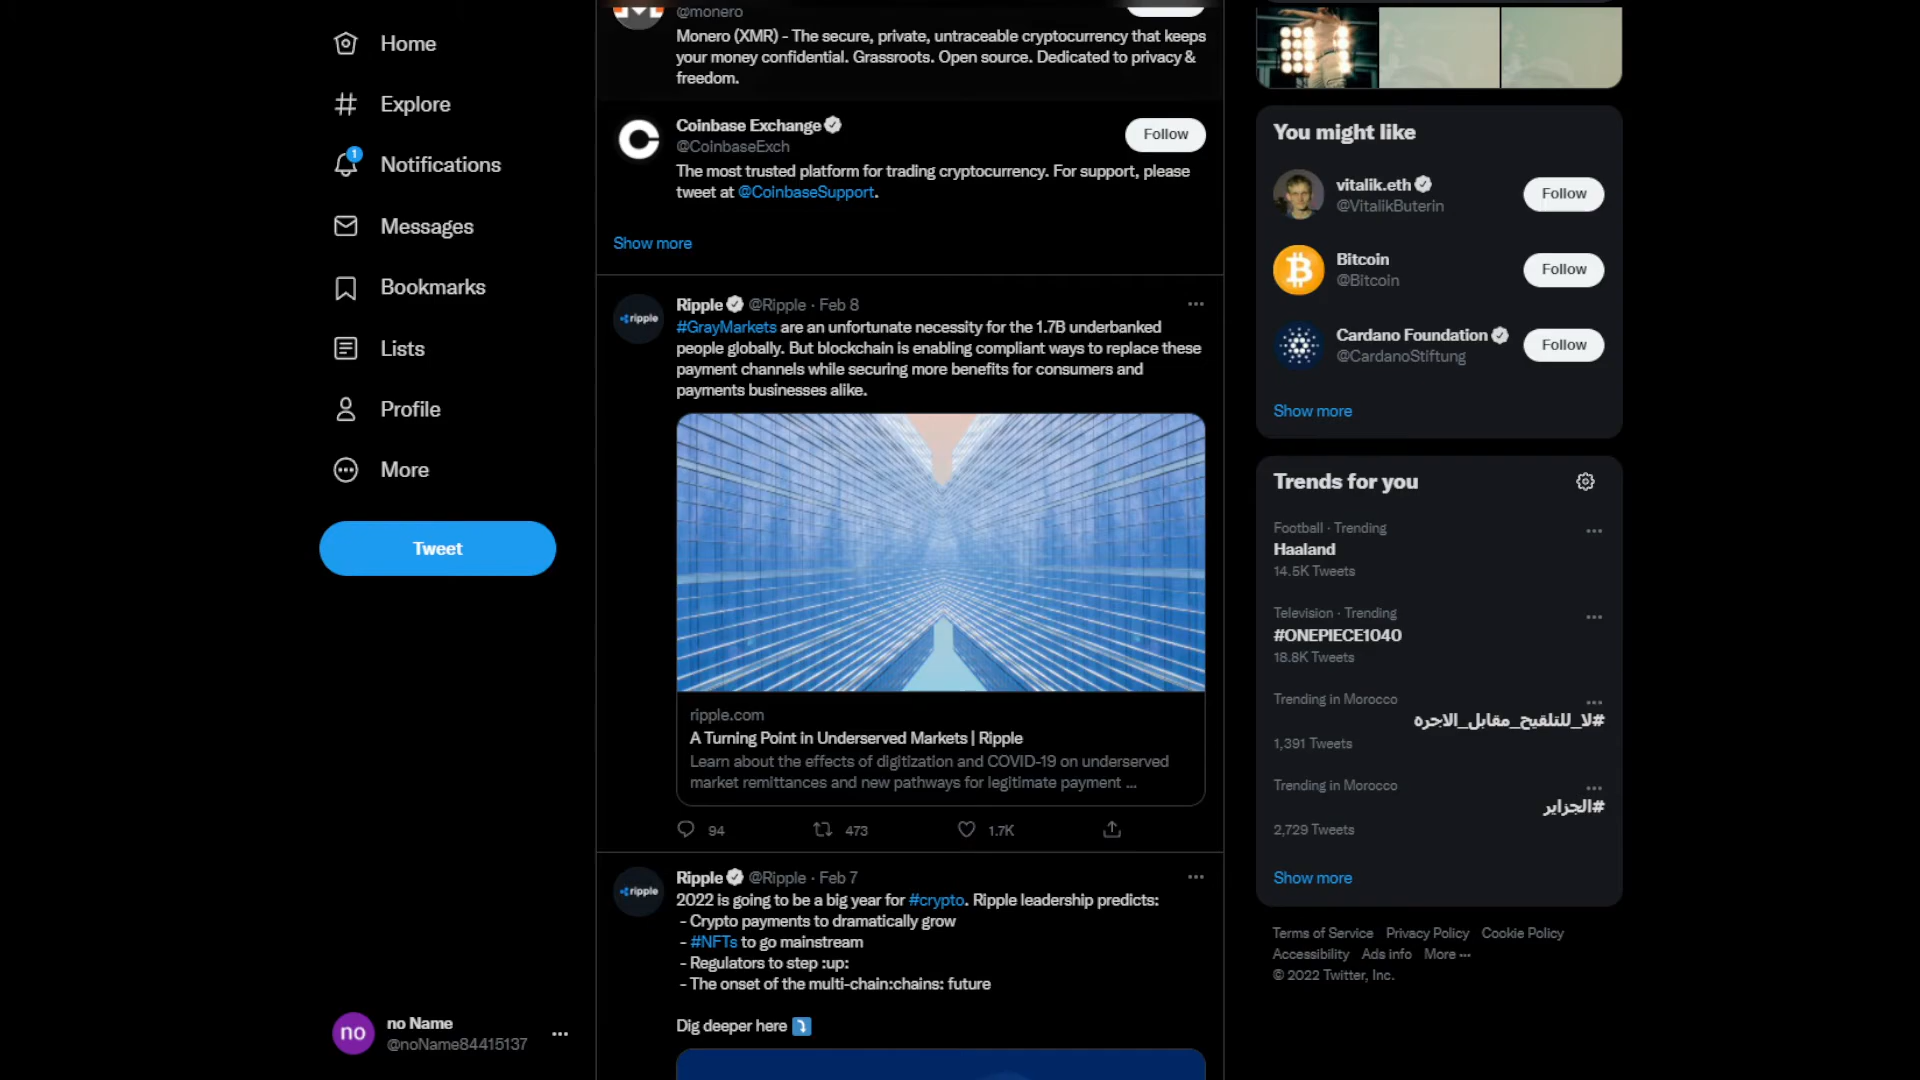 Home
Explore
1
Notifications
Messages
Bookmarks
Lists
Profile
More
Tweet
no
no Name
@noName84415137
@monero
Monero (XMR) - The secure, private, untraceable cryptocurrency that keeps
your money confidential. Grassroots. Open source. Dedicated to privacy &
freedom.
Coinbase Exchange
@CoinbaseExch
Follow
The most trusted platform for trading cryptocurrency. For support, please
tweet at @CoinbaseSupport.
Show more
ripple
Ripple @Ripple · Feb 8
#GrayMarkets are an unfortunate necessity for the 1.7B underbanked
people globally. But blockchain is enabling compliant ways to replace these
payment channels while securing more benefits for consumers and
payments businesses alike.
ripple.com
A Turning Point in Underserved Markets | Ripple
Learn about the effects of digitization and COVID-19 on underserved
market remittances and new pathways for legitimate payment ...
94 473 1.7K
ripple
Ripple @Ripple · Feb 7
2022 is going to be a big year for #crypto. Ripple leadership predicts:
- Crypto payments to dramatically grow
- #NFTs to go mainstream
- Regulators to step :up:
- The onset of the multi-chain:chains: future
Dig deeper here
You might like
vitalik.eth
@VitalikButerin
Follow
Bitcoin
@Bitcoin
Follow
Cardano Foundation
@CardanoStiftung
Follow
Show more
Trends for you
Football · Trending
Haaland
14.5K Tweets
Television · Trending
#ONEPIECE1040
18.8K Tweets
Trending in Morocco
#لا_للتلقيح_مقابل_الاجره
1,391 Tweets
Trending in Morocco
#الجزاير
2,729 Tweets
Show more
Terms of Service Privacy Policy Cookie Policy
Accessibility Ads info More ···
© 2022 Twitter, Inc.